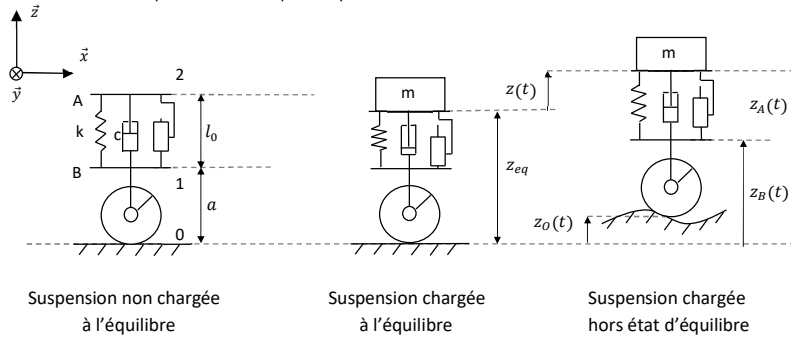 z⃗
x⃗
y⃗
2
A
k
c
l₀
B
1
a
0
Suspension non chargée
à l’équilibre
m
z_eq
Suspension chargée
à l’équilibre
m
z(t)
z_A(t)
z_B(t)
z_O(t)
Suspension chargée
hors état d’équilibre